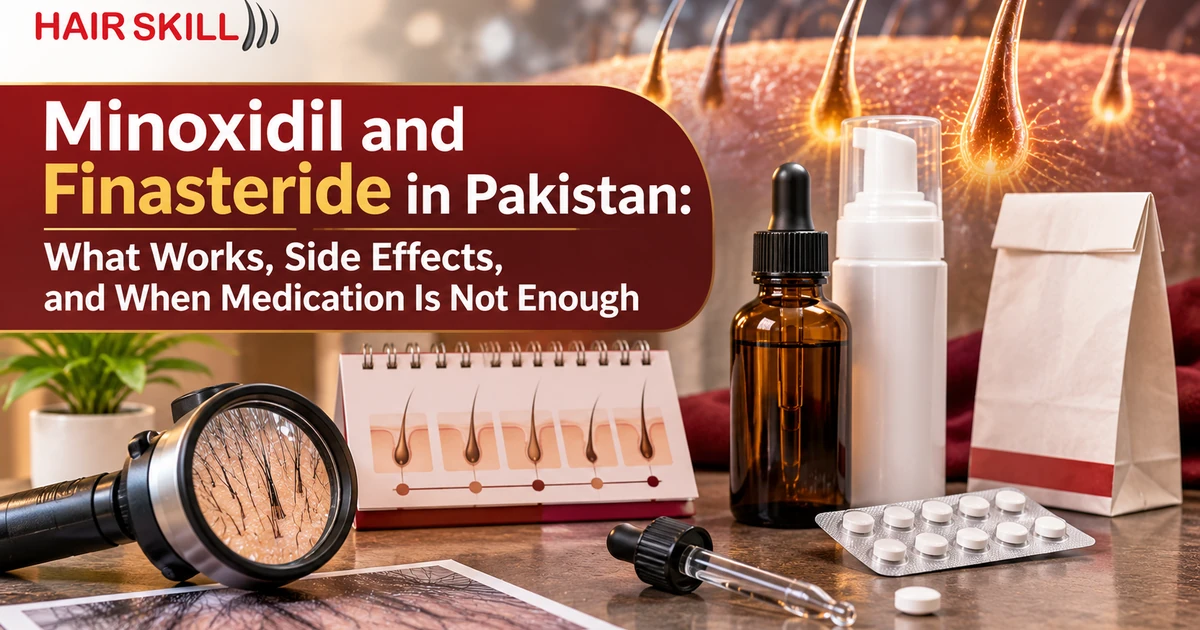 HAIR SKILL
Minoxidil and
Finasteride in Pakistan:
What Works, Side Effects,
and When Medication Is Not Enough